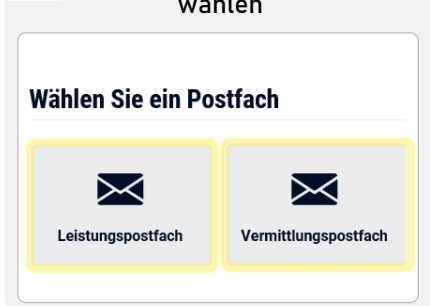 wählen
Wählen Sie ein Postfach
Leistungspostfach
Vermittlungspostfach